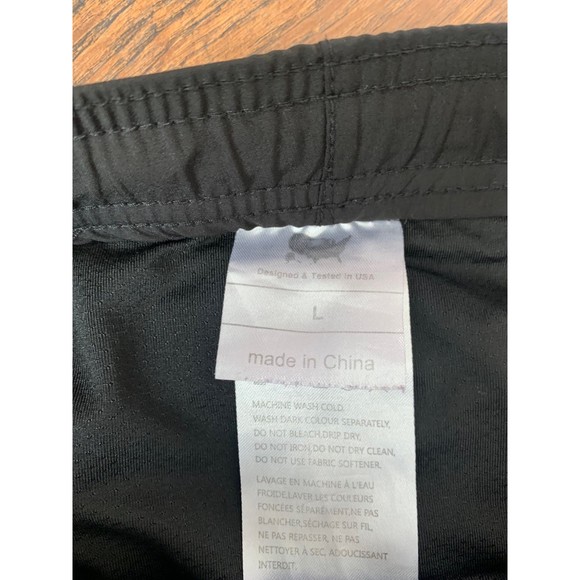 Designed & Tested in USA
L
made in China
MACHINE WASH COLD.
WASH DARK COLOUR SEPARATELY,
DO NOT BLEACH,DRIP DRY,
DO NOT IRON,DO NOT DRY CLEAN,
DO NOT USE FABRIC SOFTENER.
LAVAGE EN MACHINE À L'EAU
FROIDE,LAVER LES COULEURS
FONCÉES SÉPARÉMENT,NE PAS
BLANCHIR,SÉCHAGE SUR FIL,
NE PAS REPASSER, NE PAS
NETTOYER À SEC, ADOUCISSANT
INTERDIT.